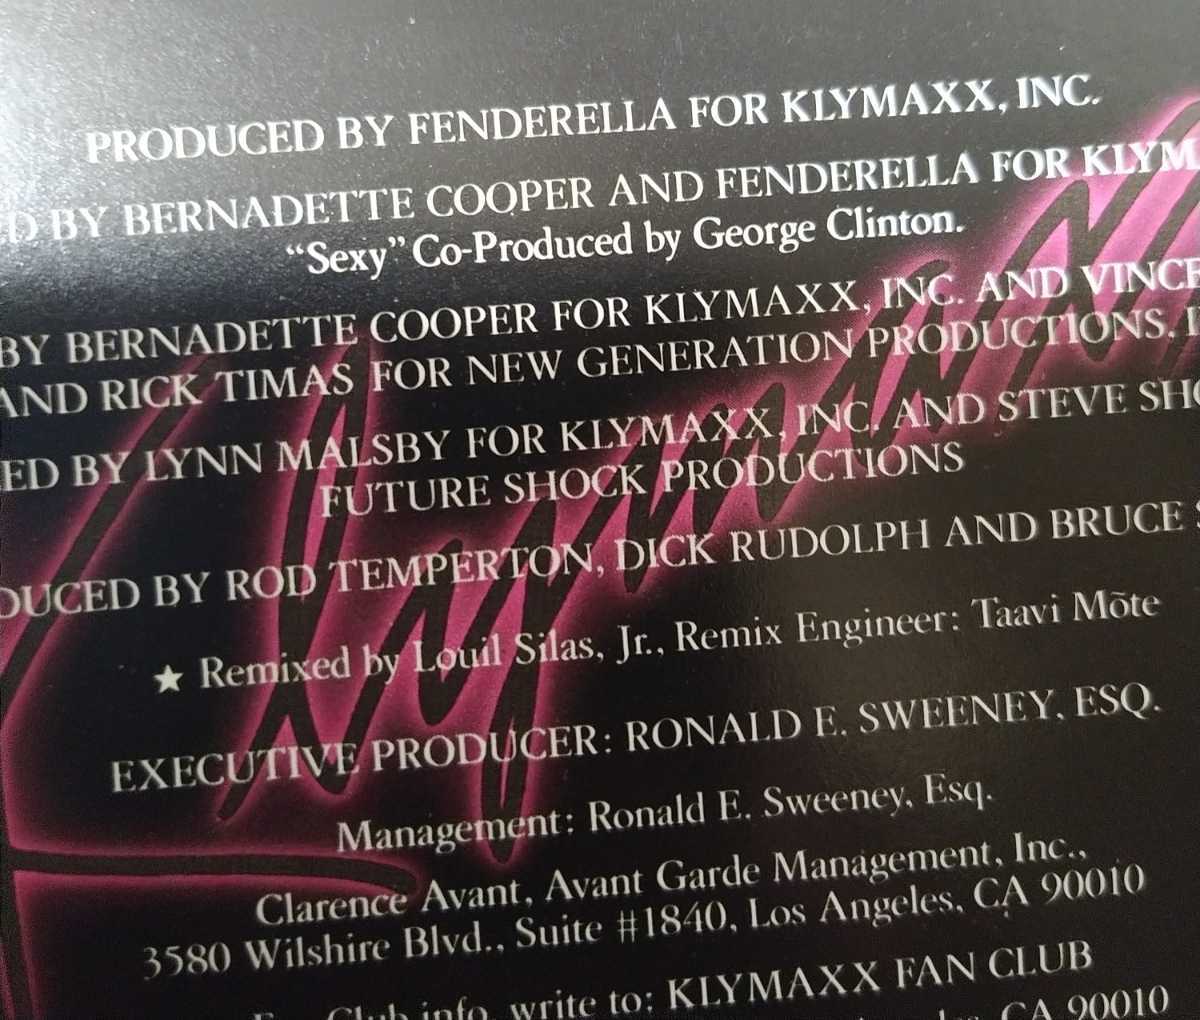 PRODUCED BY FENDERELLA FOR KLYMAXX, INC.
BY BERNADETTE COOPER AND FENDERELLA FOR
“Sexy” Co-Produced by George Clinton.
BY BERNADETTE COOPER FOR KLYMAXX, INC. AND
AND RICK TIMAS FOR NEW GENERATION PRODUCTIONS,
BY LYNN MALSBY FOR KLYMAXX, INC. AND STEVE
FUTURE SHOCK PRODUCTIONS
BY ROD TEMPERTON, DICK RUDOLPH AND BRUCE
★ Remixed by Louil Silas, Jr., Remix Engineer: Taavi Mõte
EXECUTIVE PRODUCER: RONALD E. SWEENEY, ESQ.
Management: Ronald E. Sweeney, Esq.
Clarence Avant, Avant Garde Management, Inc.,
3580 Wilshire Blvd., Suite #1840, Los Angeles, CA 90010
Club info, write to: KLYMAXX FAN CLUB
CA 90010